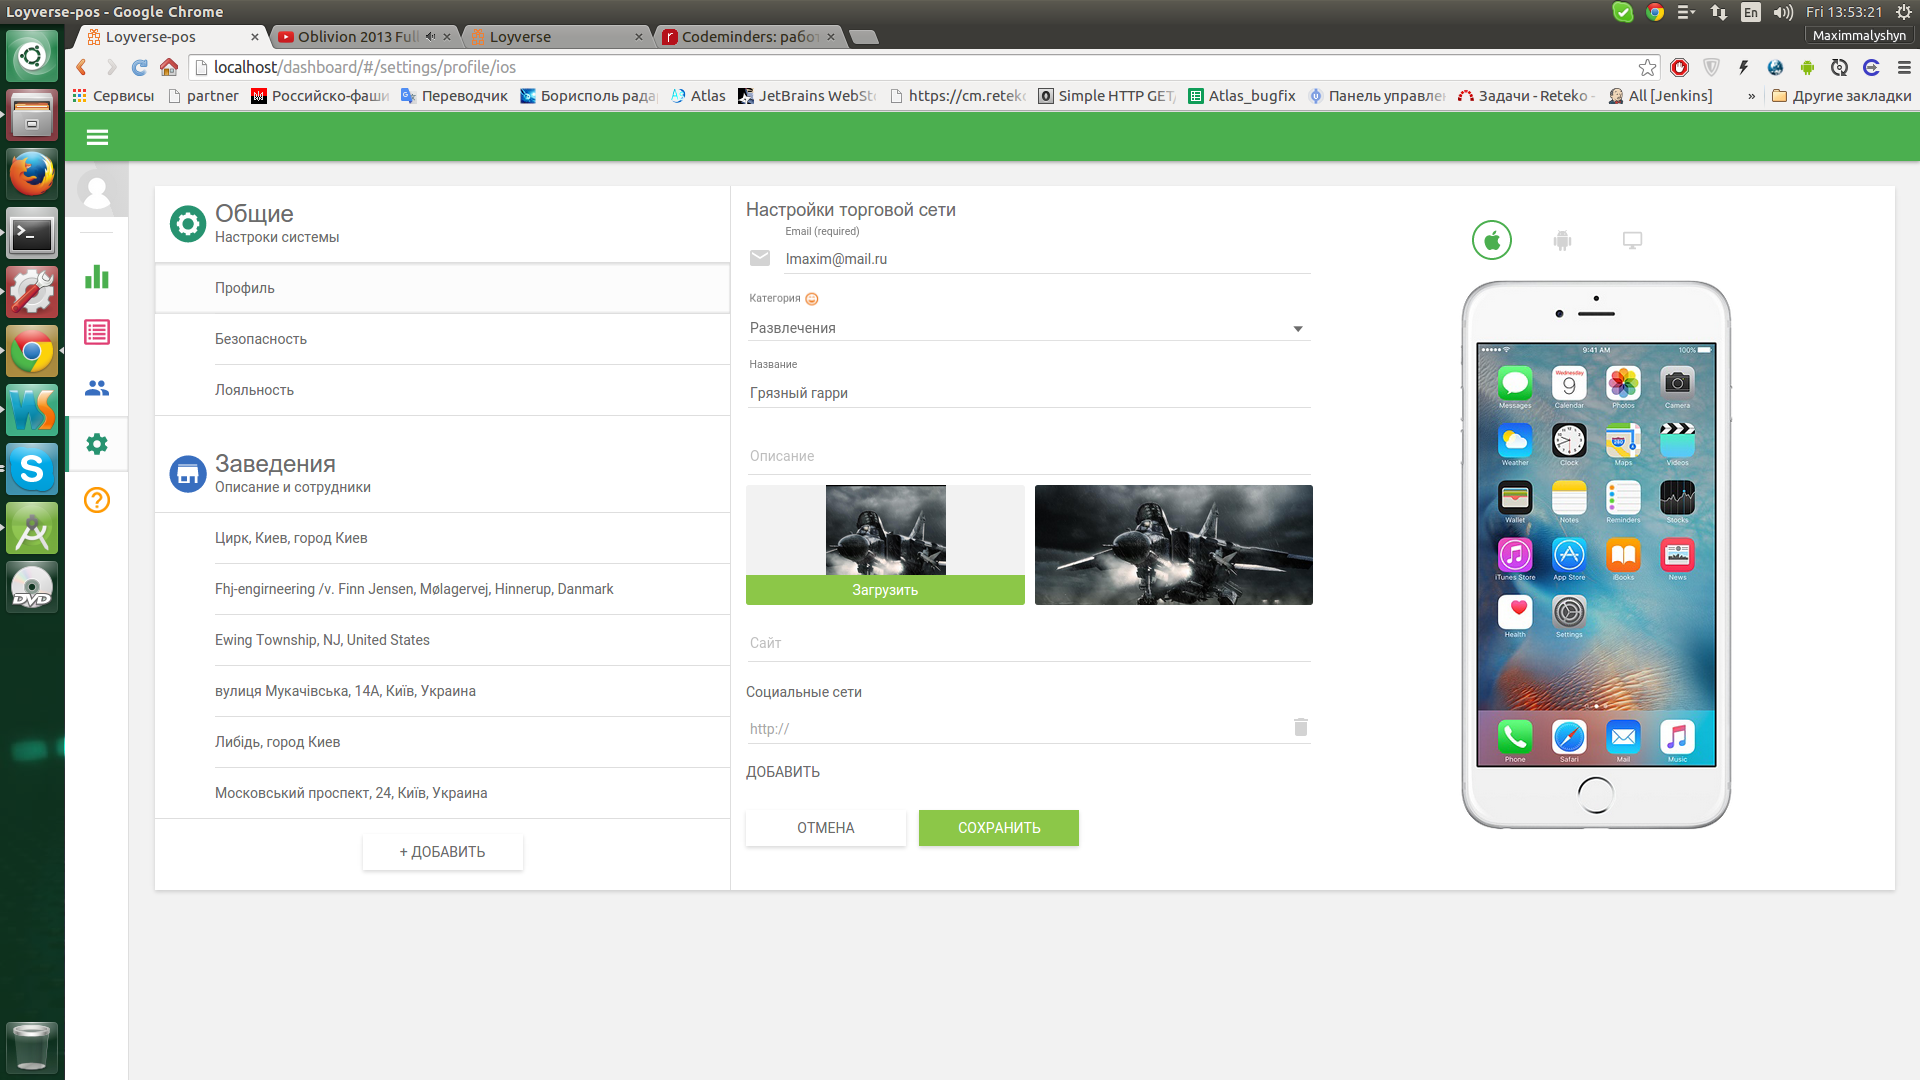 Loyverse-pos - Google Chrome
En
Fri 13:53:21
Loyverse-pos
Oblivion 2013 Full
Loyverse
Codeminders: работ
Maximmalyshyn
localhost/dashboard/#/settings/profile/ios
Сервисы
partner
Российско-фаши
Переводчик
Борисполь рада
Atlas
JetBrains WebSto
https://cm.reteko
Simple HTTP GET/
Atlas_bugfix
Панель управлен
Задачи - Reteko -
All [Jenkins]
»
Другие закладки
Общие
Настроки системы
Профиль
Безопасность
Лояльность
Заведения
Описание и сотрудники
Цирк, Киев, город Киев
Fhj-engirneering /v. Finn Jensen, Mølagervej, Hinnerup, Danmark
Ewing Township, NJ, United States
вулиця Мукачівська, 14А, Київ, Украина
Либідь, город Киев
Московський проспект, 24, Київ, Украина
+ ДОБАВИТЬ
Настройки торговой сети
Email (required)
lmaxim@mail.ru
Категория
Развлечения
Название
Грязный гарри
Описание
Загрузить
Сайт
Социальные сети
http://
ДОБАВИТЬ
ОТМЕНА
СОХРАНИТЬ
9:41 AM
100%
Wednesday
9
Messages
Calendar
Photos
Camera
280
Weather
Clock
Maps
Videos
Wallet
Notes
Reminders
Stocks
iTunes Store
App Store
iBooks
News
Health
Settings
Phone
Safari
Mail
Music
DVD